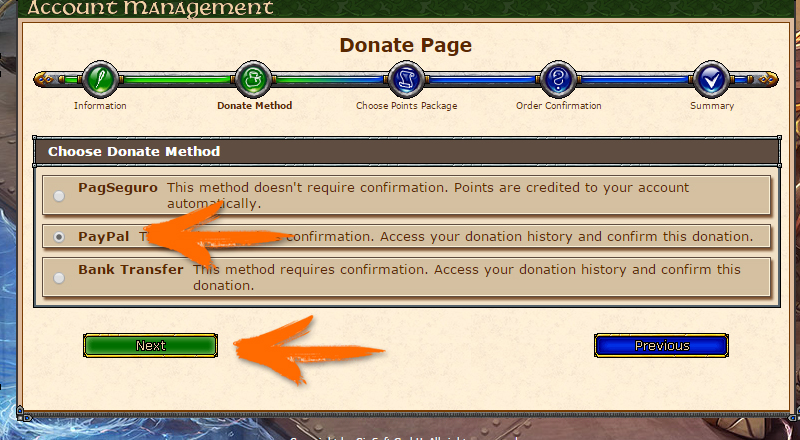 Account Management
Donate Page
Information
Donate Method
Choose Points Package
Order Confirmation
Summary
Choose Donate Method
PagSeguro This method doesn't require confirmation. Points are credited to your account
automatically.
PayPal confirmation. Access your donation history and confirm this donation.
Bank Transfer This method requires confirmation. Access your donation history and confirm this
donation.
Next
Previous